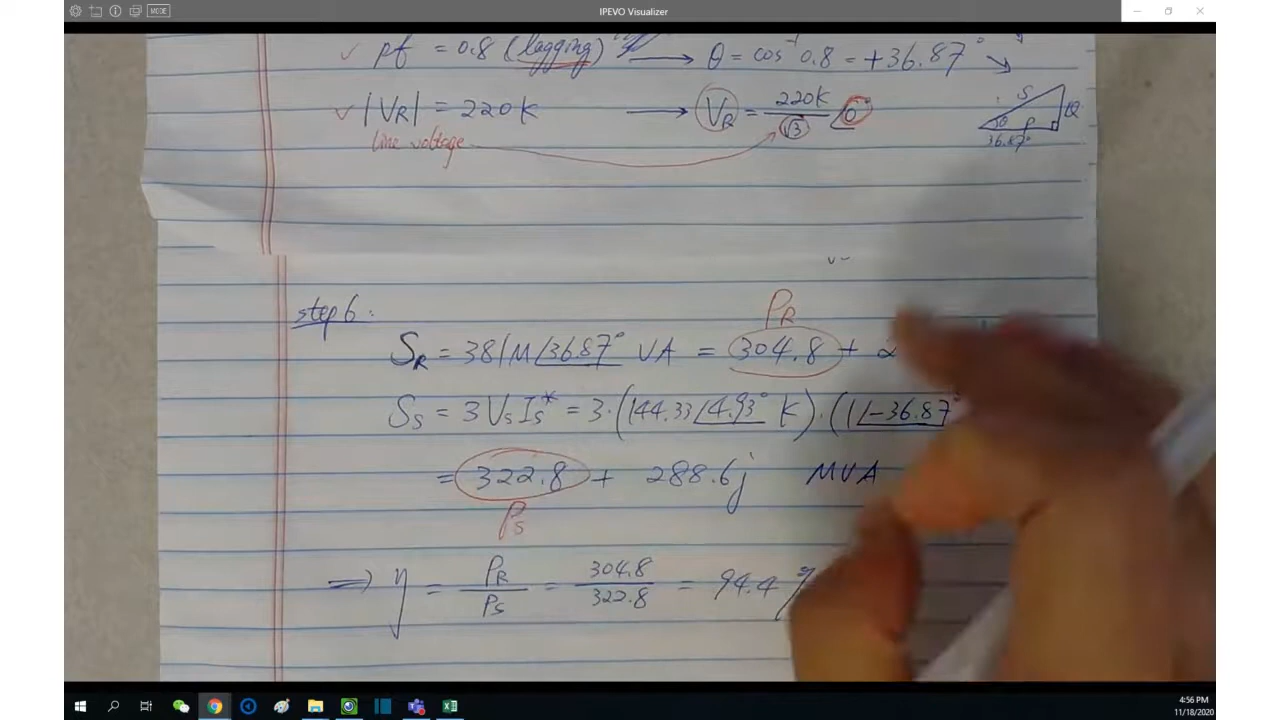 MODE
IPEVO Visualizer
✓ pf = 0.8 (lagging) → θ = cos⁻¹ 0.8 = +36.87°
✓ |VR| = 220k → VR = 220k/√3 ∠0°
line voltage
S
θ
P
Q
36.87°
step 6:
PR
SR = 381M∠36.87° VA = 304.8 +
Ss = 3VsIs* = 3·(144.33∠4.93° k)·(1∠-36.87°
= 322.8 + 288.6j MVA
Ps
⇒ η = PR/Ps = 304.8/322.8 = 94.4%
4:56 PM
11/18/2020